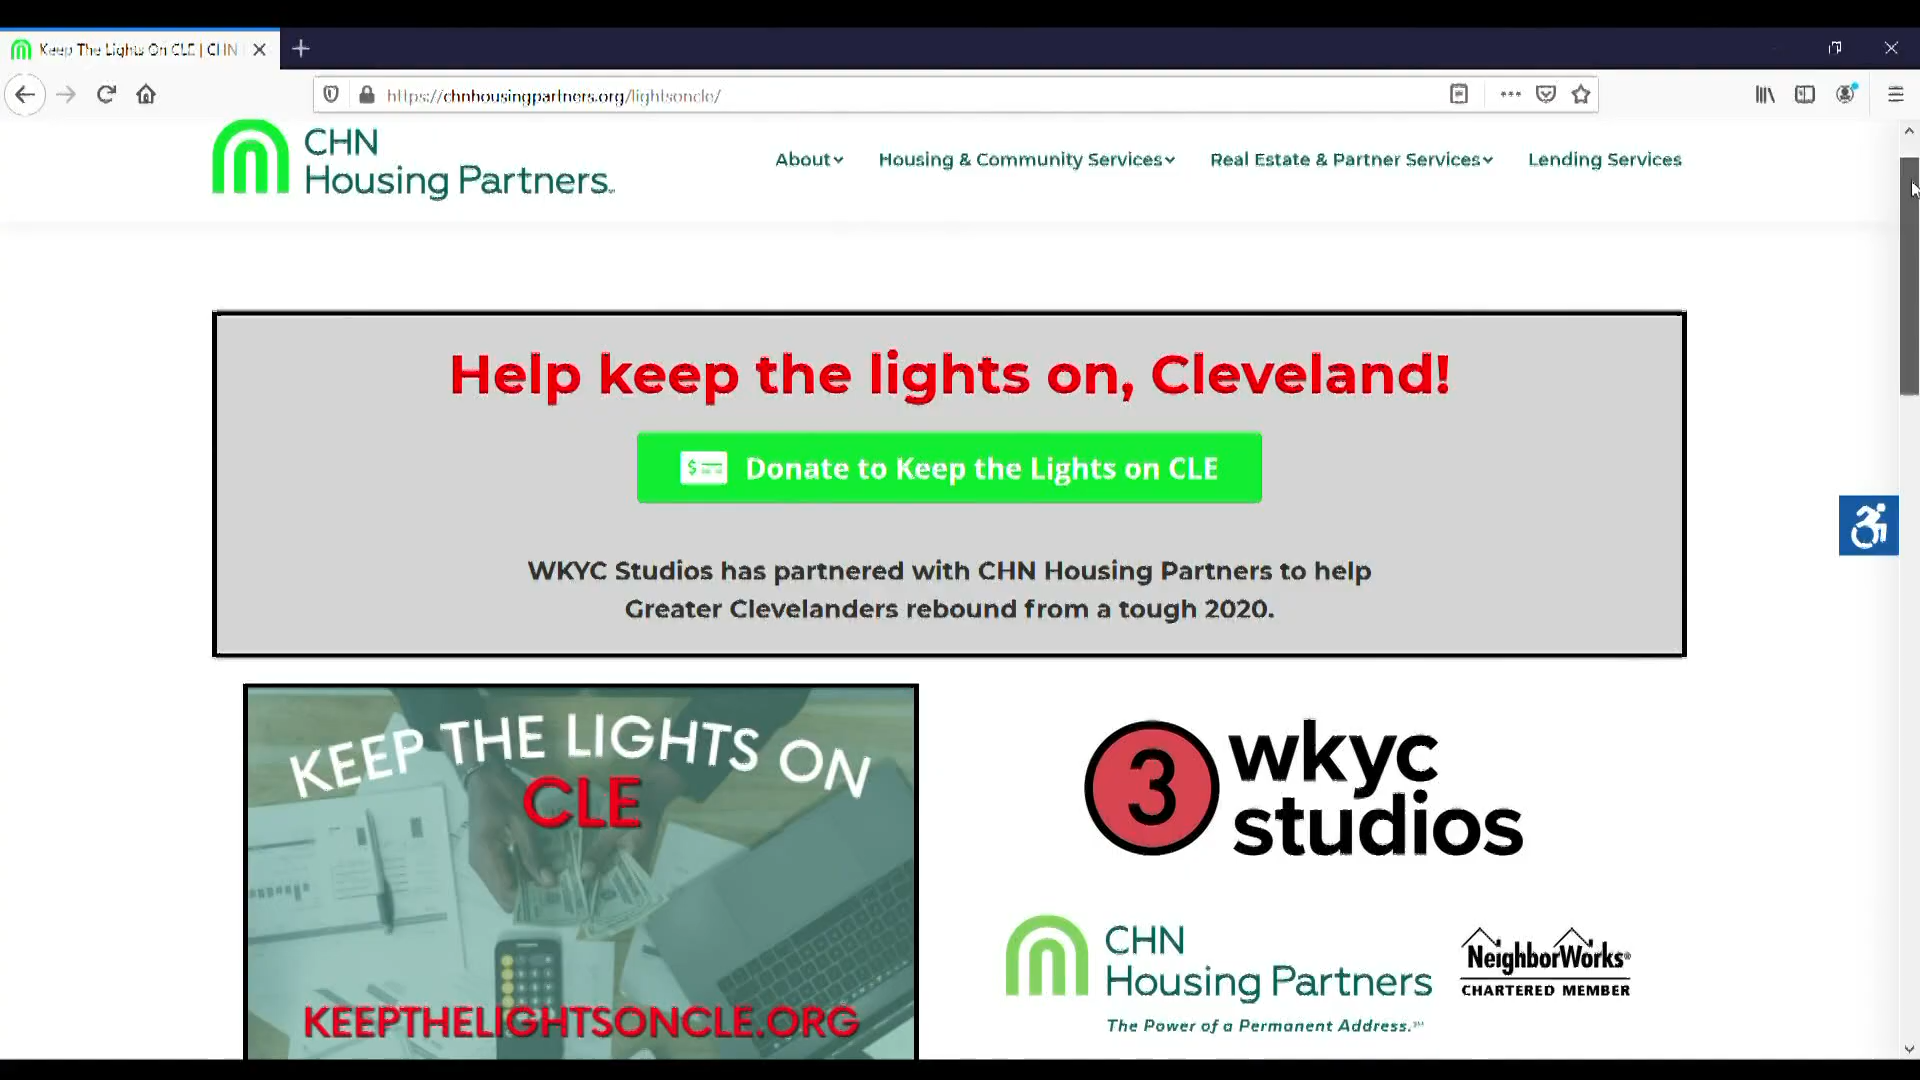 Keep The Lights On CLE | CHN
https://chnhousingpartners.org/lightsoncle/
CHN
Housing Partners
About
Housing & Community Services
Real Estate & Partner Services
Lending Services
Help keep the lights on, Cleveland!
$ Donate to Keep the Lights on CLE
WKYC Studios has partnered with CHN Housing Partners to help
Greater Clevelanders rebound from a tough 2020.
KEEP THE LIGHTS ON
CLE
KEEPTHELIGHTSONCLE.ORG
3 wkyc
studios
CHN
Housing Partners
The Power of a Permanent Address.℠
NeighborWorks®
CHARTERED MEMBER